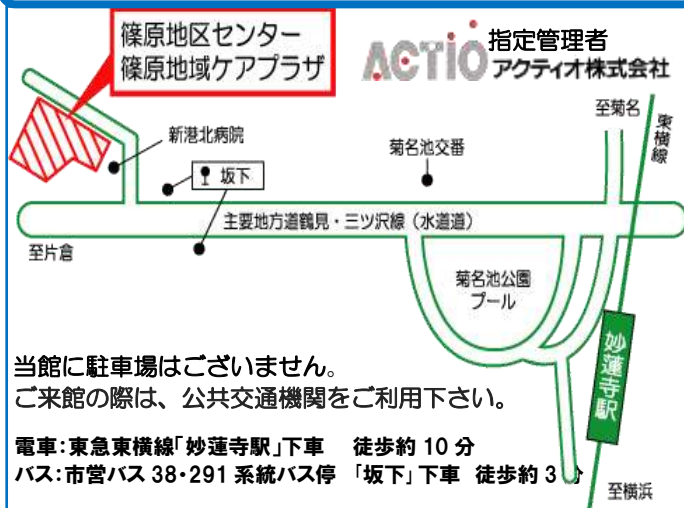 篠原地区センター
篠原地域ケアプラザ
ACTIO
指定管理者
アクティオ株式会社
至菊名
東横線
新港北病院
菊名池交番
坂下
主要地方道鶴見・三ツ沢線（水道道）
至片倉
菊名池公園
プール
妙蓮寺駅
当館に駐車場はございません。
ご来館の際は、公共交通機関をご利用下さい。
電車：東急東横線「妙蓮寺駅」下車 徒歩約 10 分
バス：市営バス 38・291 系統バス停 「坂下」下車 徒歩約 3 分
至横浜